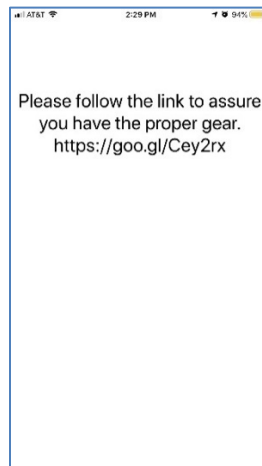 AT&T 2:29 PM 94%
Please follow the link to assure
you have the proper gear.
https://goo.gl/Cey2rx